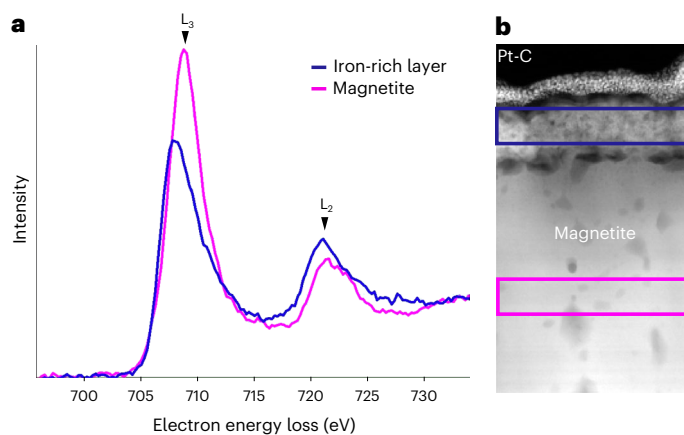 a
L3
Iron-rich layer
Magnetite
L2
Intensity
700 705 710 715 720 725 730
Electron energy loss (eV)
b
Pt-C
Magnetite